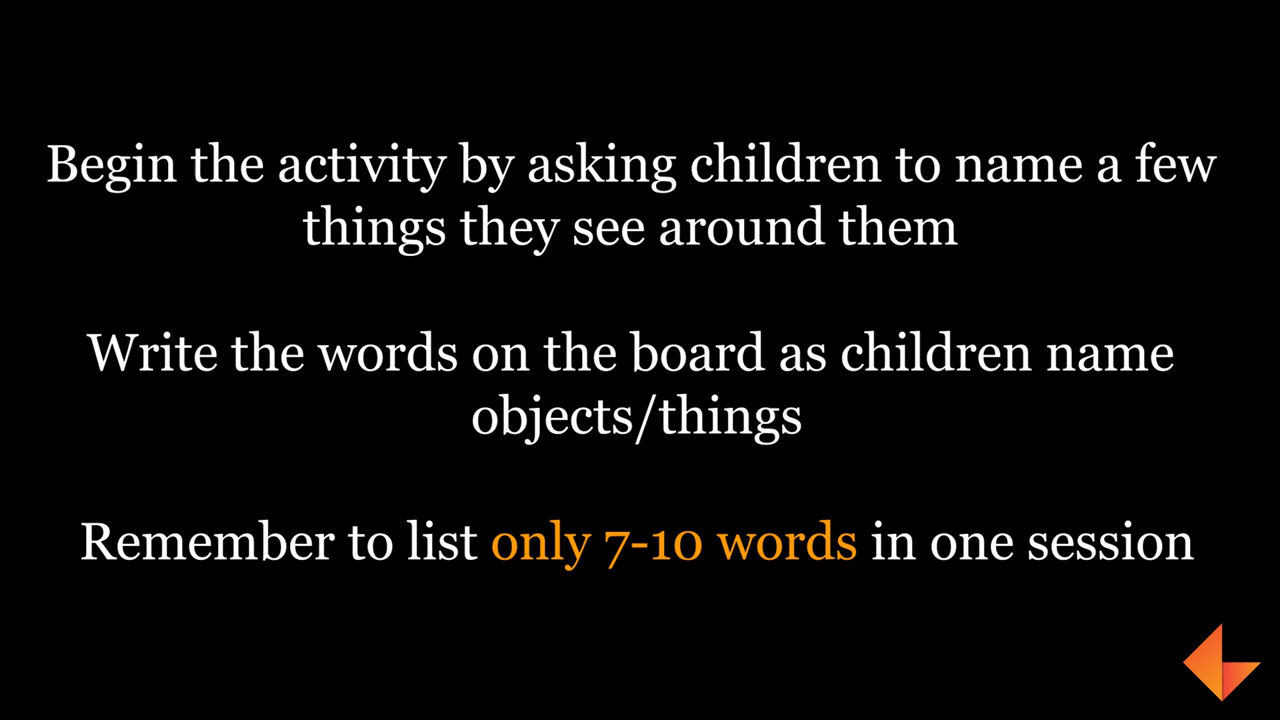 Begin the activity by asking children to name a few
things they see around them
Write the words on the board as children name
objects/things
Remember to list only 7-10 words in one session